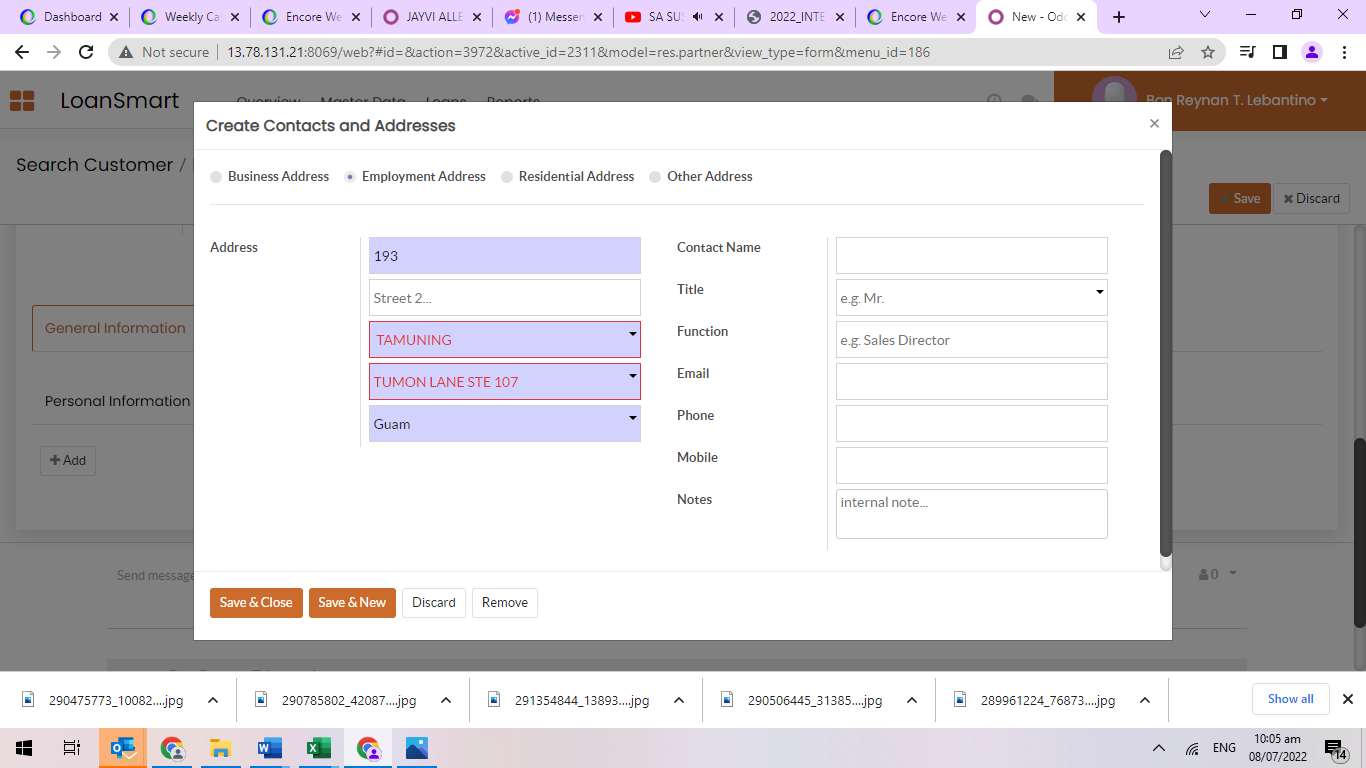 Dashboard
Weekly Ca
Encore We
JAYVI ALLE
(1) Messen
SA SU
2022_INTE
Encore We
New - Odo
Not secure 13.78.131.21:8069/web?#id=&action=3972&active_id=2311&model=res.partner&view_type=form&menu_id=186
LoanSmart
Overview Master Data Loans Reports
Bon Reynan T. Lebantino
Create Contacts and Addresses
×
Search Customer /
Business Address Employment Address Residential Address Other Address
Save Discard
Address
193
Contact Name
Street 2...
Title
e.g. Mr.
General Information
TAMUNING
Function
e.g. Sales Director
TUMON LANE STE 107
Email
Personal Information
Guam
Phone
Add
Mobile
Notes
internal note...
Send message
0
Save & Close Save & New Discard Remove
290475773_10082....jpg
290785802_42087....jpg
291354844_13893....jpg
290506445_31385....jpg
289961224_76873....jpg
Show all
ENG
10:05 am
08/07/2022
14